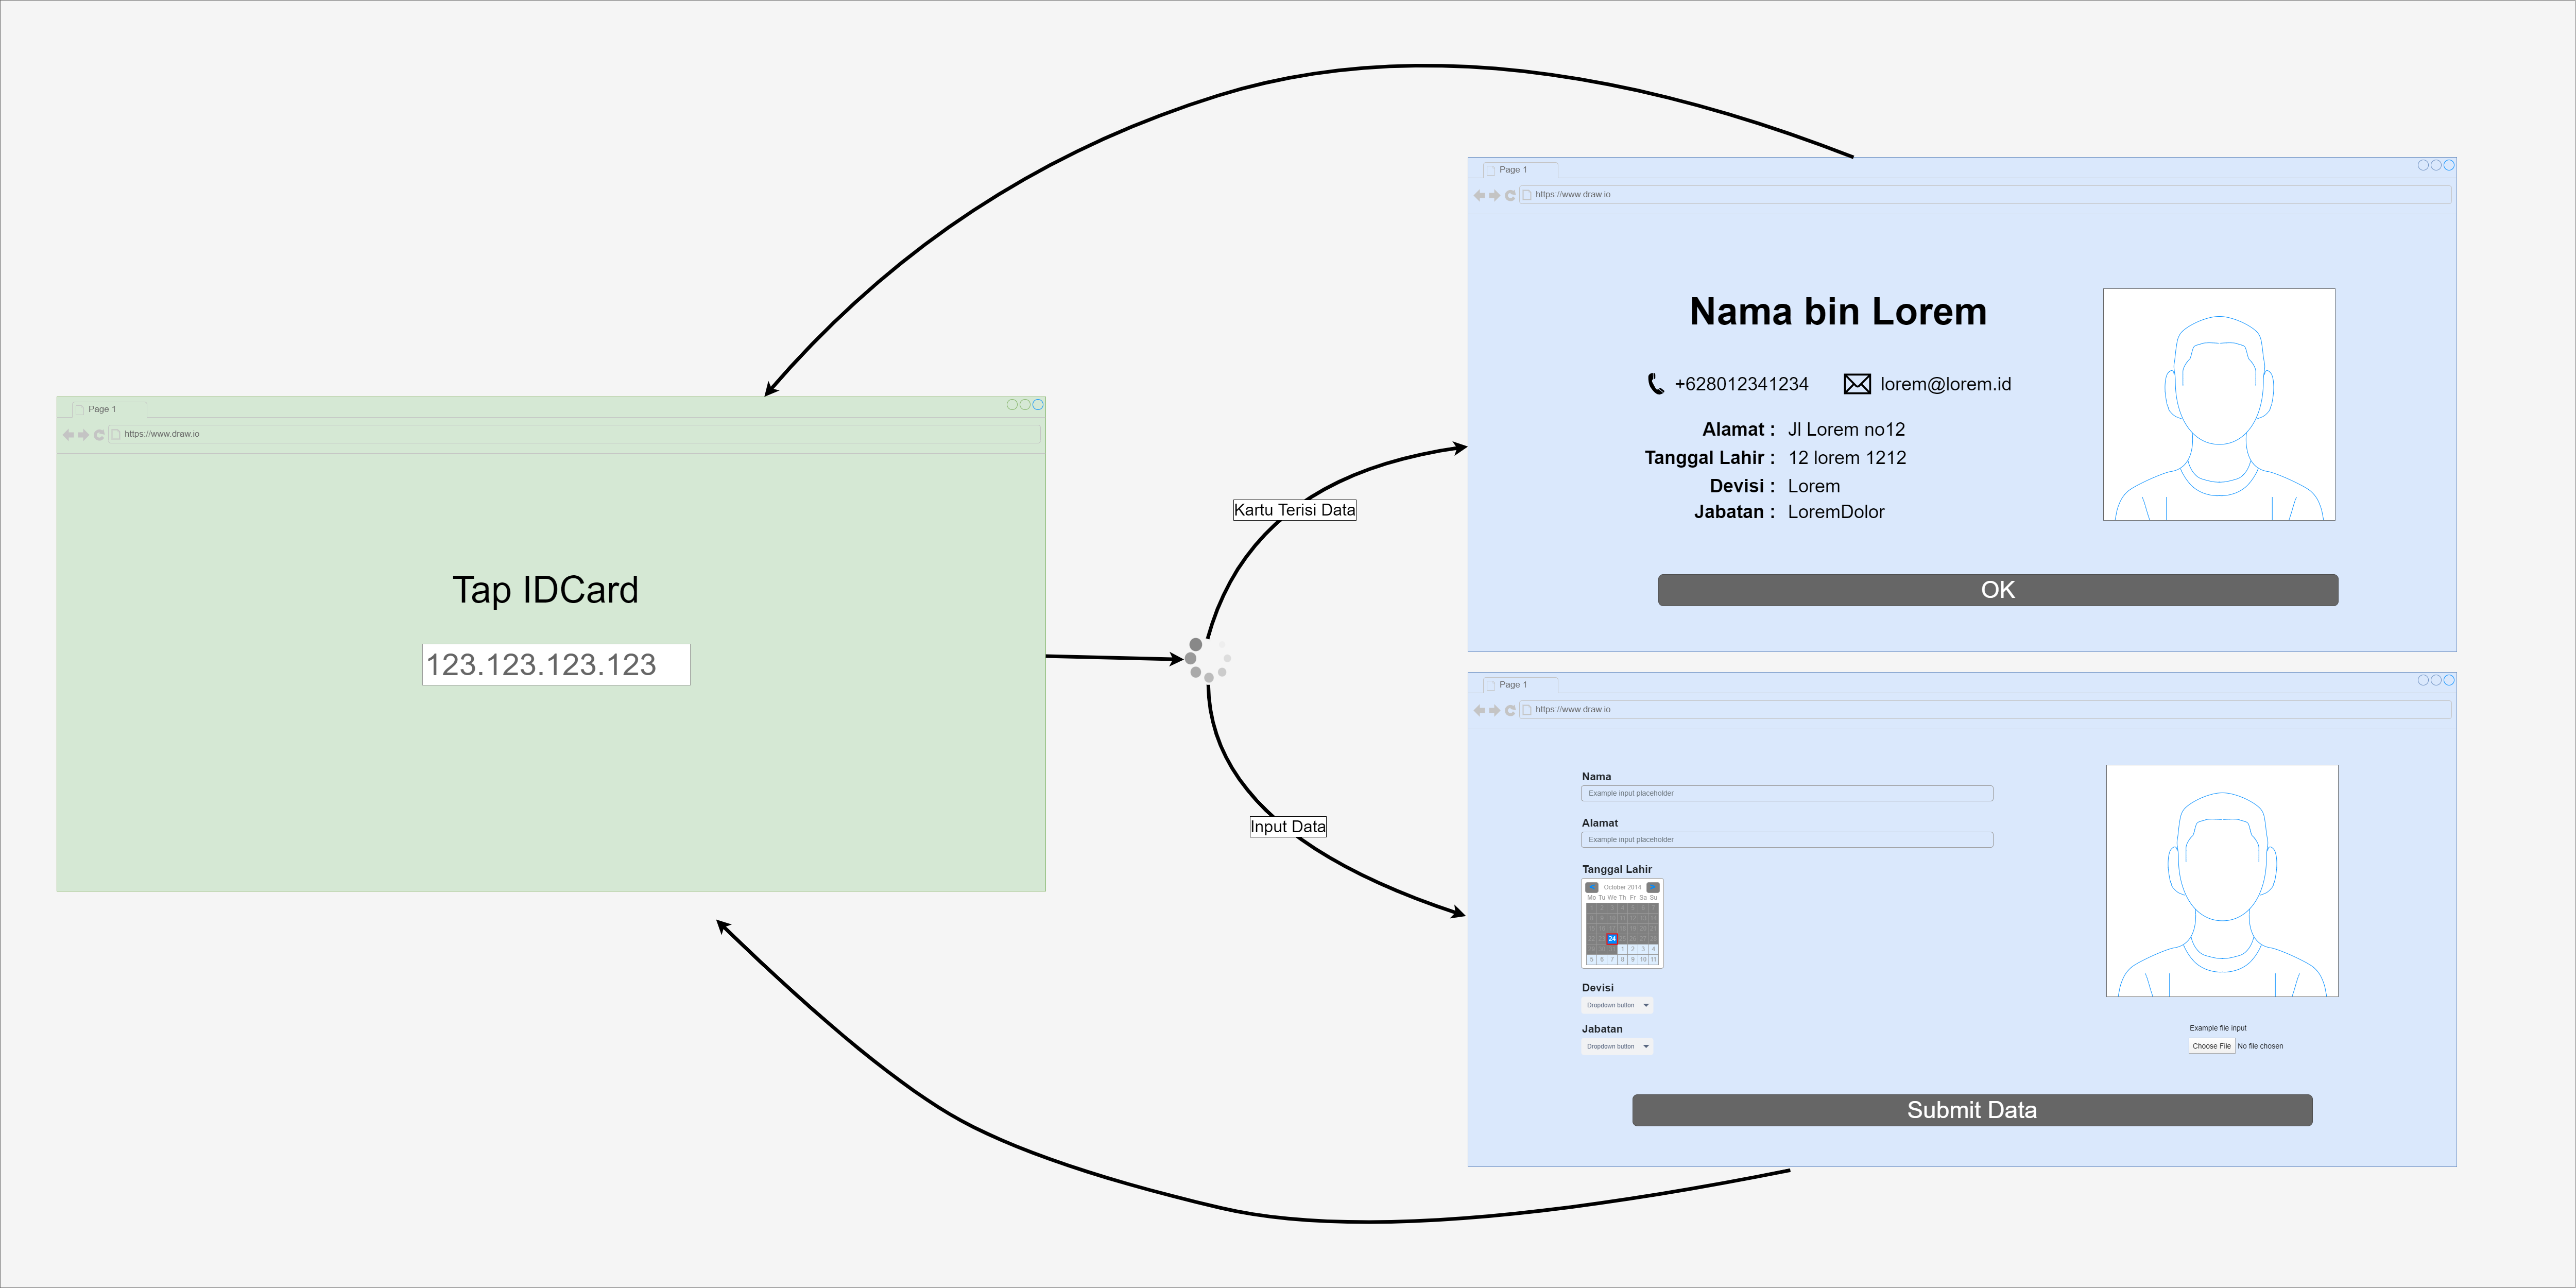 Page 1
https://www.draw.io
Tap IDCard
123.123.123.123
Kartu Terisi Data
Input Data
Page 1
https://www.draw.io
Nama bin Lorem
+628012341234 lorem@lorem.id
Alamat : Jl Lorem no12
Tanggal Lahir : 12 lorem 1212
Devisi : Lorem
Jabatan : LoremDolor
OK
Page 1
https://www.draw.io
Nama
Example input placeholder
Alamat
Example input placeholder
Tanggal Lahir
October 2014
Mo Tu We Th Fr Sa Su
24
1 2 3 4
5 6 7 8 9 10 11
Devisi
Dropdown button
Jabatan
Dropdown button
Example file input
Choose File No file chosen
Submit Data